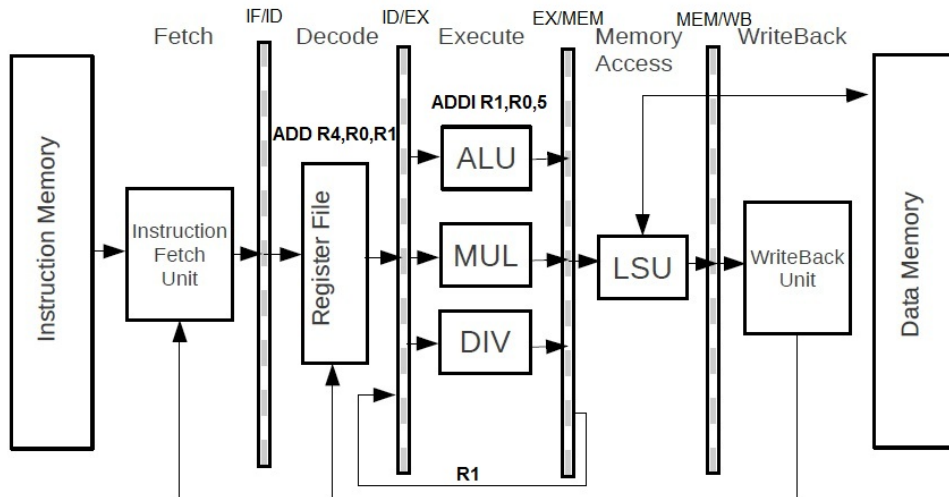 IF/ID
ID/EX
EX/MEM
MEM/WB
Fetch
Decode
Execute
Memory
Access
WriteBack
ADDI R1,R0,5
ADD R4,R0,R1
Instruction Memory
Instruction
Fetch
Unit
Register File
ALU
MUL
DIV
LSU
WriteBack
Unit
Data Memory
R1